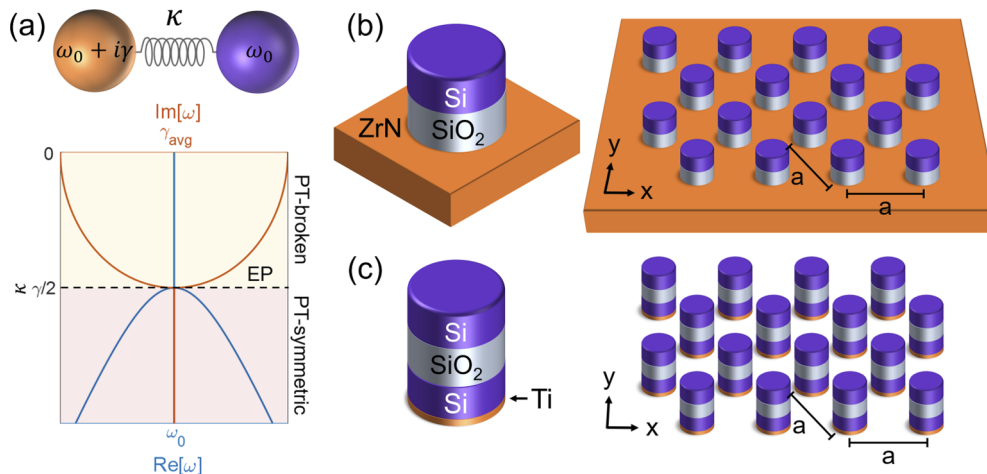 (a)
κ
ω₀ + iγ
ω₀
Im[ω]
γavg
0
PT-broken
EP
κ
γ/2
PT-symmetric
ω₀
Re[ω]
(b)
Si
SiO₂
ZrN
y
x
a
a
(c)
Si
SiO₂
Si
Ti
y
x
a
a